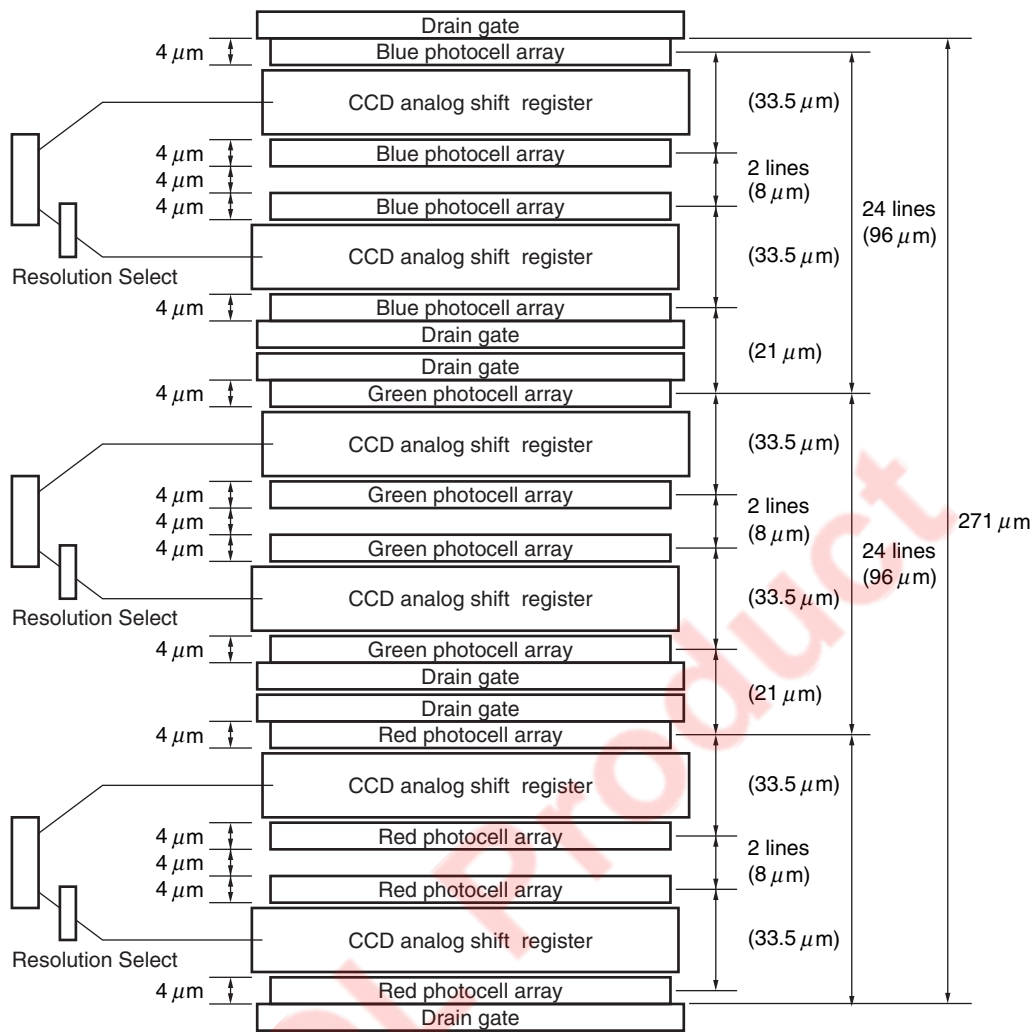 Drain gate
4 μm
Blue photocell array
CCD analog shift register
(33.5 μm)
4 μm
Blue photocell array
4 μm
2 lines
(8 μm)
4 μm
Blue photocell array
24 lines
(96 μm)
CCD analog shift register
(33.5 μm)
Resolution Select
4 μm
Blue photocell array
Drain gate
(21 μm)
Drain gate
4 μm
Green photocell array
CCD analog shift register
(33.5 μm)
4 μm
Green photocell array
4 μm
2 lines
(8 μm)
271 μm
4 μm
Green photocell array
24 lines
(96 μm)
CCD analog shift register
(33.5 μm)
Resolution Select
4 μm
Green photocell array
Drain gate
(21 μm)
Drain gate
4 μm
Red photocell array
CCD analog shift register
(33.5 μm)
4 μm
Red photocell array
4 μm
2 lines
(8 μm)
4 μm
Red photocell array
CCD analog shift register
(33.5 μm)
Resolution Select
4 μm
Red photocell array
Drain gate
OL Product